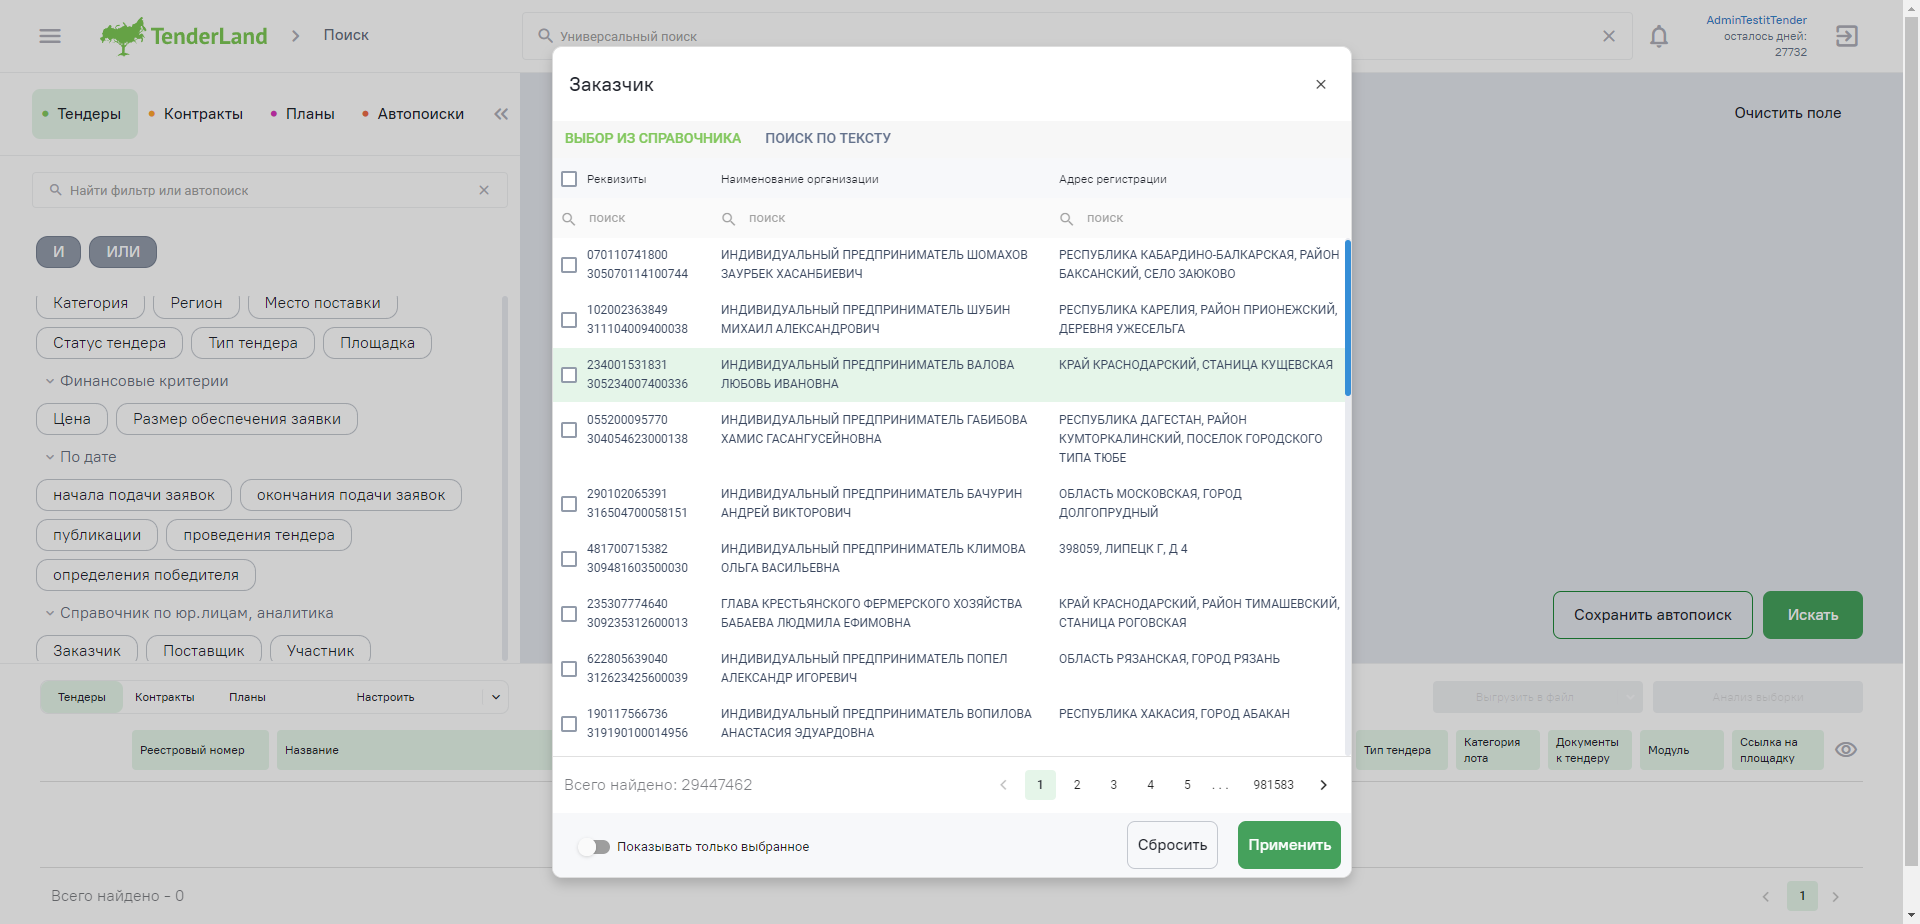 TenderLand
Поиск
Универсальный поиск
AdminTestitTender
осталось дней:
27732
Тендеры
Контракты
Планы
Автопоиски
Очистить поле
Найти фильтр или автопоиск
И
ИЛИ
Категория
Регион
Место поставки
Статус тендера
Тип тендера
Площадка
Финансовые критерии
Цена
Размер обеспечения заявки
По дате
начала подачи заявок
окончания подачи заявок
публикации
проведения тендера
определения победителя
Справочник по юр.лицам, аналитика
Заказчик
Поставщик
Участник
Заказчик
ВЫБОР ИЗ СПРАВОЧНИКА
ПОИСК ПО ТЕКСТУ
Реквизиты
Наименование организации
Адрес регистрации
поиск
поиск
поиск
070110741800
305070114100744
ИНДИВИДУАЛЬНЫЙ ПРЕДПРИНИМАТЕЛЬ ШОМАХОВ
ЗАУРБЕК ХАСАНБИЕВИЧ
РЕСПУБЛИКА КАБАРДИНО-БАЛКАРСКАЯ, РАЙОН
БАКСАНСКИЙ, СЕЛО ЗАЮКОВО
102002363849
311104009400038
ИНДИВИДУАЛЬНЫЙ ПРЕДПРИНИМАТЕЛЬ ШУБИН
МИХАИЛ АЛЕКСАНДРОВИЧ
РЕСПУБЛИКА КАРЕЛИЯ, РАЙОН ПРИОНЕЖСКИЙ,
ДЕРЕВНЯ УЖЕСЕЛЬГА
234001531831
305234007400336
ИНДИВИДУАЛЬНЫЙ ПРЕДПРИНИМАТЕЛЬ ВАЛОВА
ЛЮБОВЬ ИВАНОВНА
КРАЙ КРАСНОДАРСКИЙ, СТАНИЦА КУЩЕВСКАЯ
055200095770
304054623000138
ИНДИВИДУАЛЬНЫЙ ПРЕДПРИНИМАТЕЛЬ ГАБИБОВА
ХАМИС ГАСАНГУСЕЙНОВНА
РЕСПУБЛИКА ДАГЕСТАН, РАЙОН
КУМТОРКАЛИНСКИЙ, ПОСЕЛОК ГОРОДСКОГО
ТИПА ТЮБЕ
290102065391
316504700058151
ИНДИВИДУАЛЬНЫЙ ПРЕДПРИНИМАТЕЛЬ БАЧУРИН
АНДРЕЙ ВИКТОРОВИЧ
ОБЛАСТЬ МОСКОВСКАЯ, ГОРОД
ДОЛГОПРУДНЫЙ
481700715382
309481603500030
ИНДИВИДУАЛЬНЫЙ ПРЕДПРИНИМАТЕЛЬ КЛИМОВА
ОЛЬГА ВАСИЛЬЕВНА
398059, ЛИПЕЦК Г, Д 4
235307774640
309235312600013
ГЛАВА КРЕСТЬЯНСКОГО ФЕРМЕРСКОГО ХОЗЯЙСТВА
БАБАЕВА ЛЮДМИЛА ЕФИМОВНА
КРАЙ КРАСНОДАРСКИЙ, РАЙОН ТИМАШЕВСКИЙ,
СТАНИЦА РОГОВСКАЯ
622805639040
312623425600039
ИНДИВИДУАЛЬНЫЙ ПРЕДПРИНИМАТЕЛЬ ПОПЕЛ
АЛЕКСАНДР ИГОРЕВИЧ
ОБЛАСТЬ РЯЗАНСКАЯ, ГОРОД РЯЗАНЬ
190117566736
319190100014956
ИНДИВИДУАЛЬНЫЙ ПРЕДПРИНИМАТЕЛЬ ВОПИЛОВА
АНАСТАСИЯ ЭДУАРДОВНА
РЕСПУБЛИКА ХАКАСИЯ, ГОРОД АБАКАН
Всего найдено: 29447462
1 2 3 4 5 ... 981583
Показывать только выбранное
Сбросить
Применить
Сохранить автопоиск
Искать
Тендеры
Контракты
Планы
Настроить
Выгрузить в файл
Анализ выборки
Реестровый номер
Название
Тип тендера
Категория
лота
Документы
к тендеру
Модуль
Ссылка на
площадку
Всего найдено - 0
1